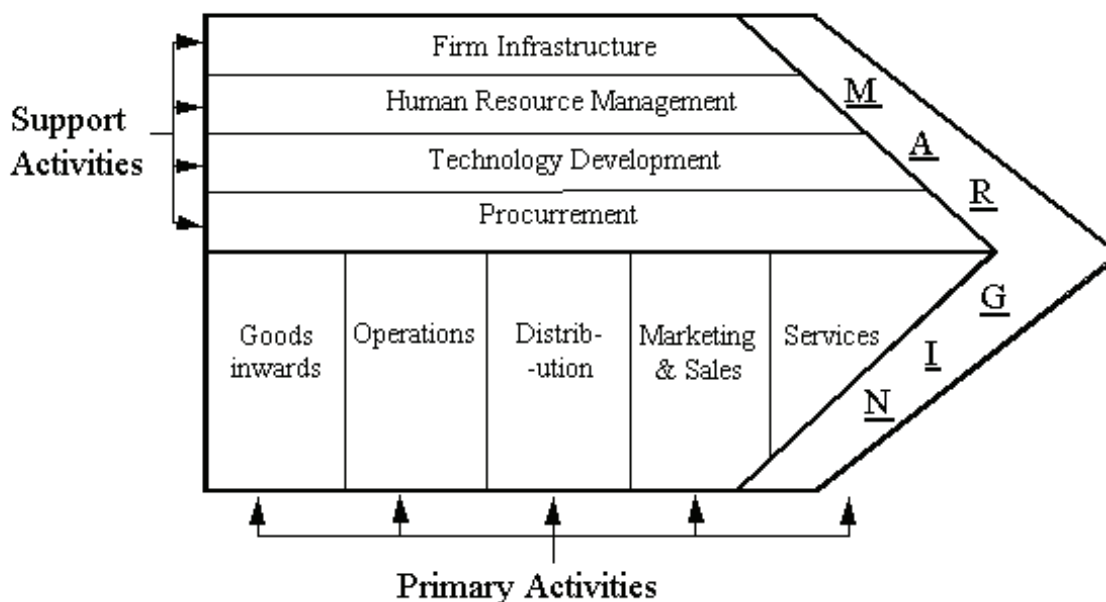 Firm Infrastructure
Human Resource Management
Technology Development
Procurrement
Support
Activities
M
A
R
G
I
N
Goods
inwards
Operations
Distrib-
-ution
Marketing
& Sales
Services
Primary Activities